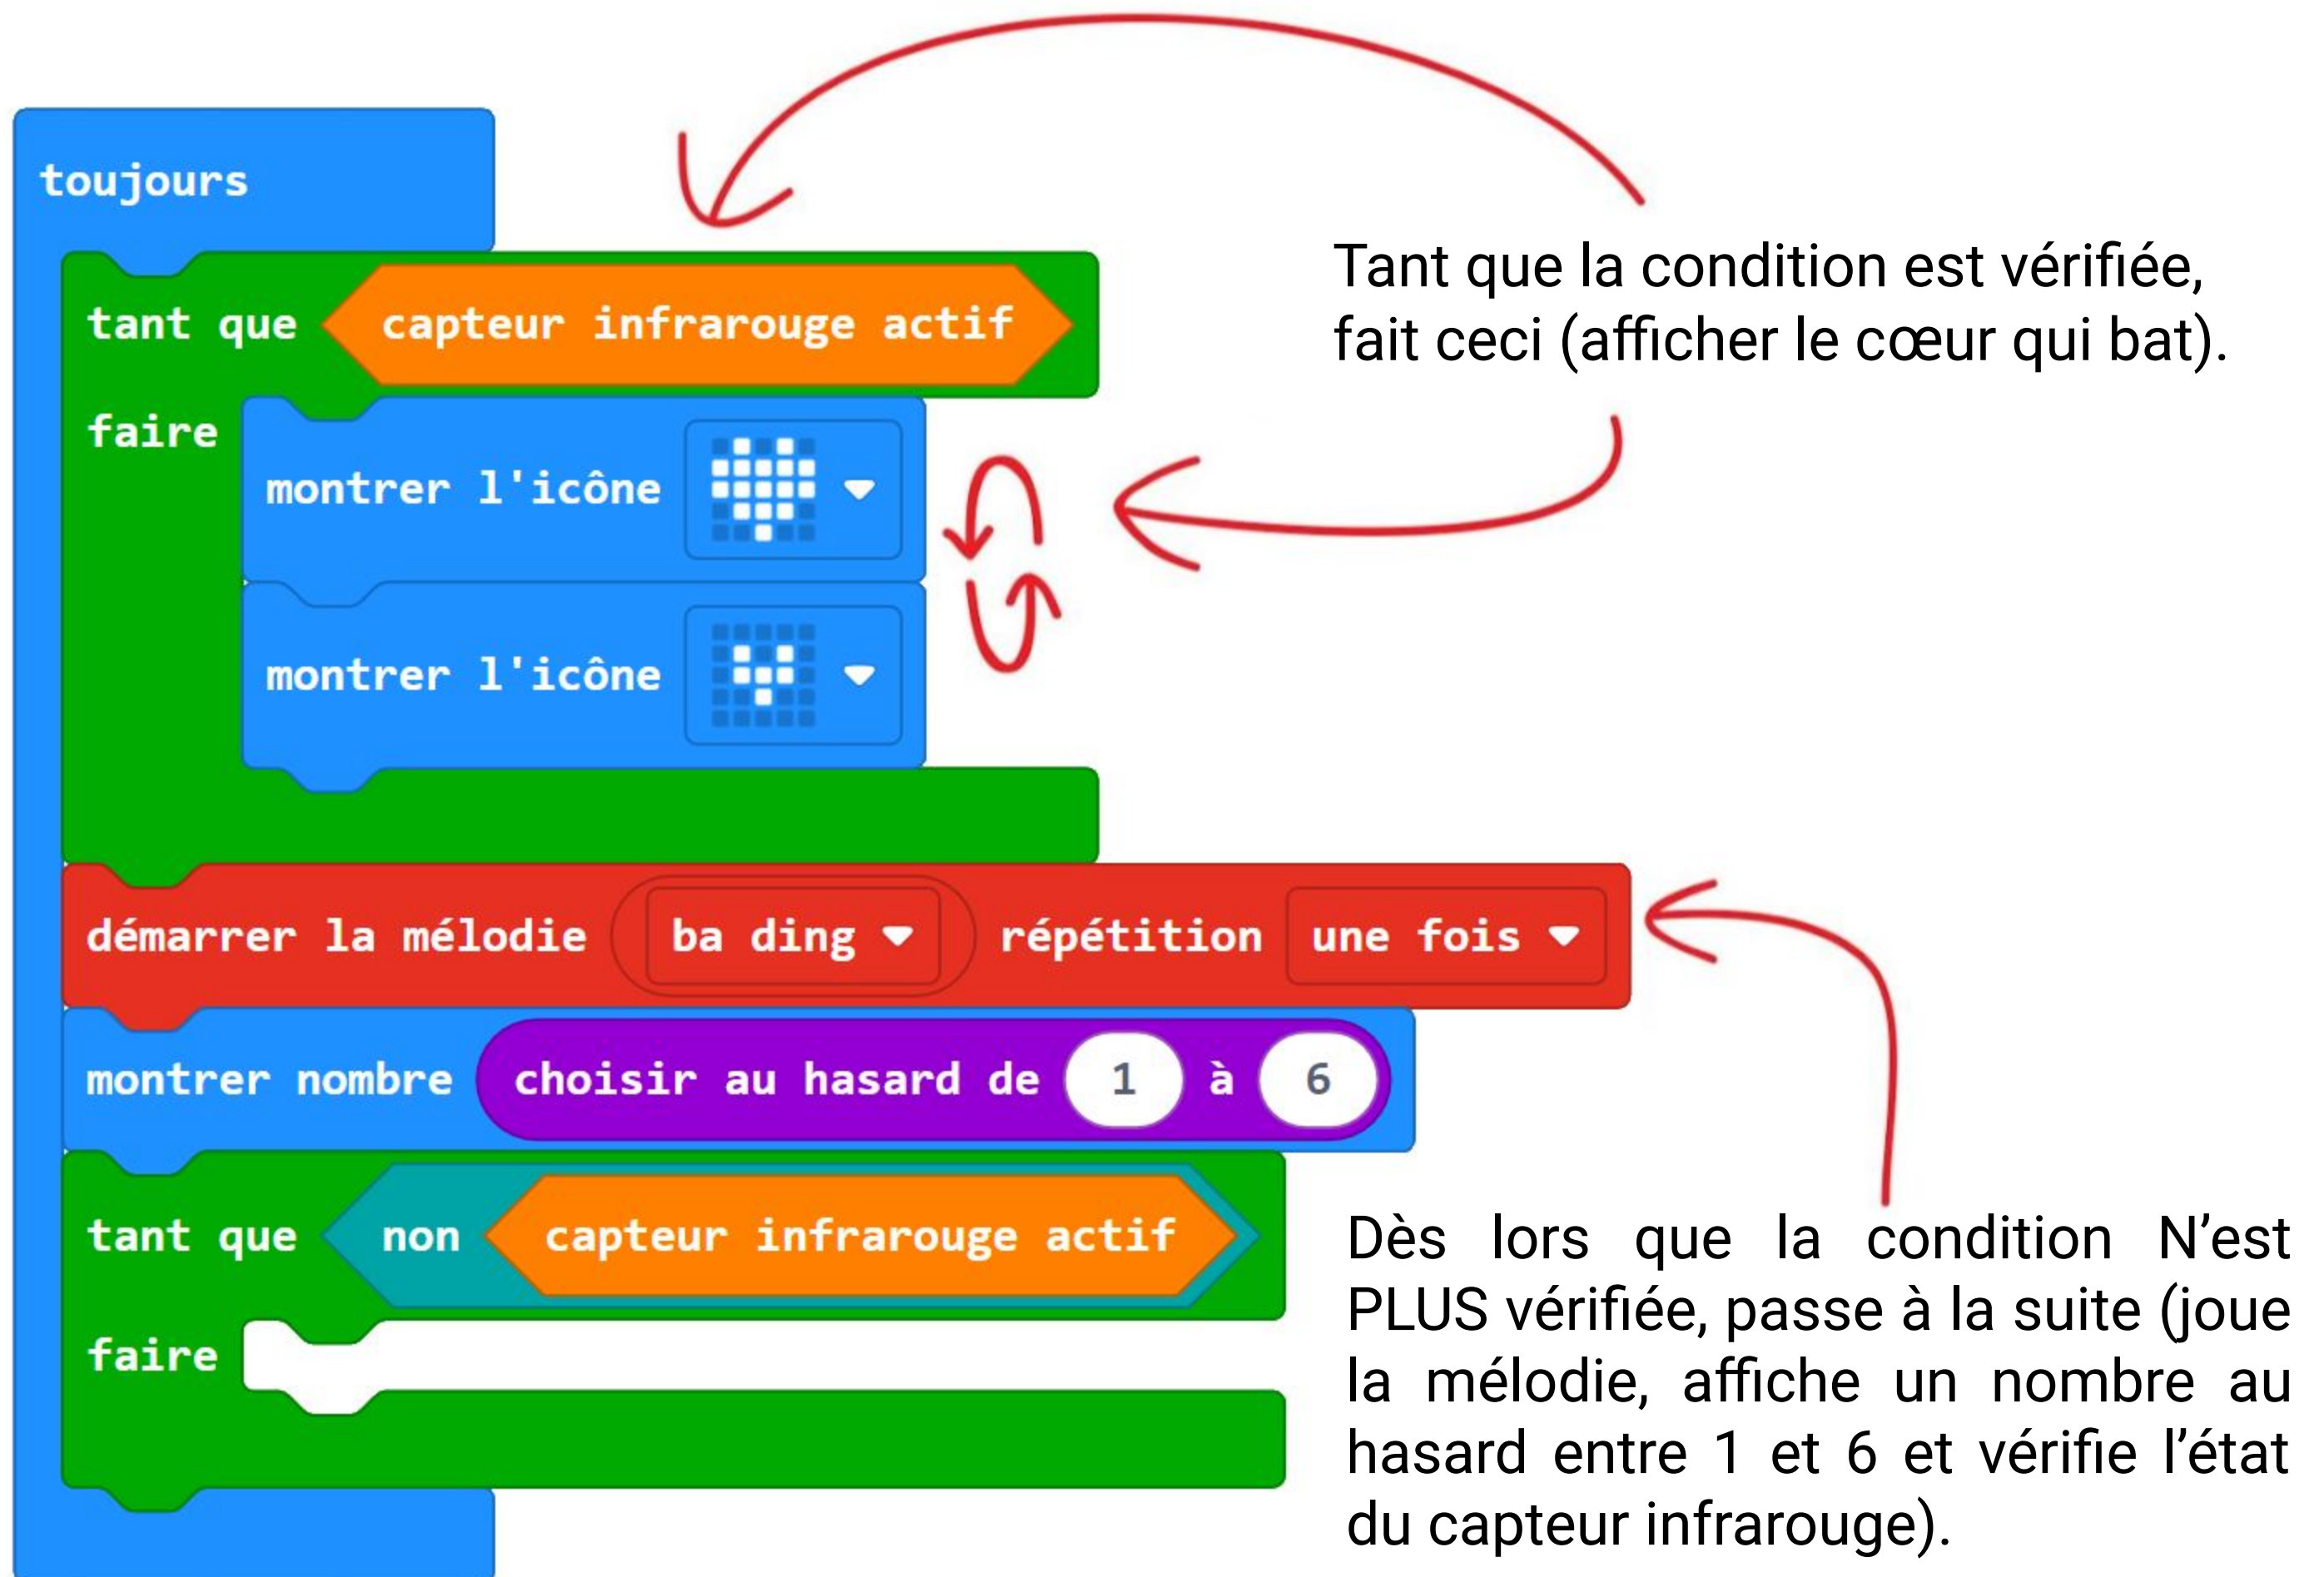 toujours
tant que capteur infrarouge actif
faire
montrer l'icône
montrer l'icône
démarrer la mélodie ba ding répétition une fois
montrer nombre choisir au hasard de 1 à 6
tant que non capteur infrarouge actif
faire
Tant que la condition est vérifiée,
fait ceci (afficher le cœur qui bat).
Dès lors que la condition N’est
PLUS vérifiée, passe à la suite (joue
la mélodie, affiche un nombre au
hasard entre 1 et 6 et vérifie l’état
du capteur infrarouge).